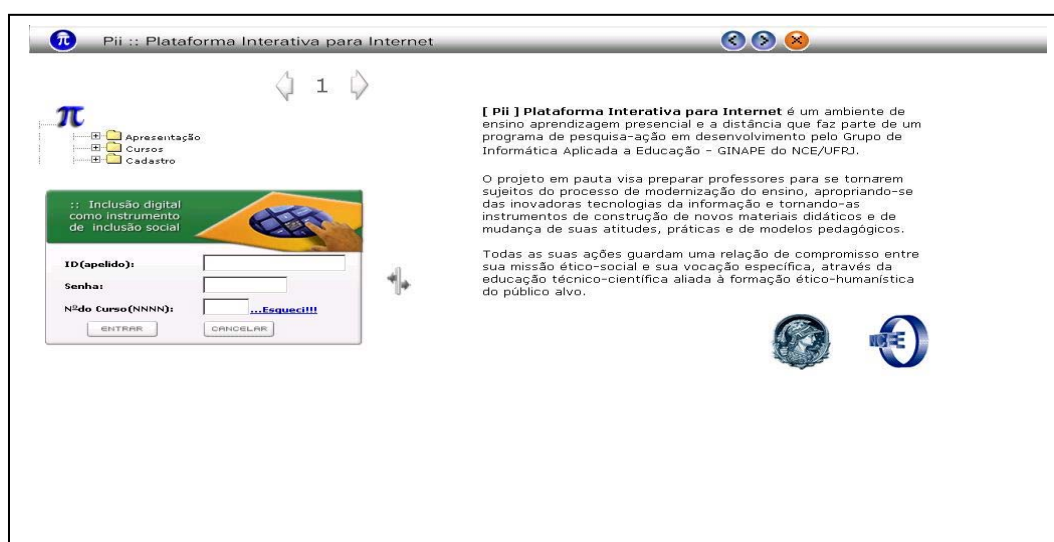 π Pii :: Plataforma Interativa para Internet
1
π
Apresentação
Cursos
Cadastro
:: Inclusão digital
como instrumento
de inclusão social
ID(apelido):
Senha:
Nºdo Curso(NNNN): ...Esqueci!!!
ENTRAR CANCELAR
[ Pii ] Plataforma Interativa para Internet é um ambiente de
ensino aprendizagem presencial e a distância que faz parte de um
programa de pesquisa-ação em desenvolvimento pelo Grupo de
Informática Aplicada a Educação - GINAPE do NCE/UFRJ.
O projeto em pauta visa preparar professores para se tornarem
sujeitos do processo de modernização do ensino, apropriando-se
das inovadoras tecnologias da informação e tornando-as
instrumentos de construção de novos materiais didáticos e de
mudança de suas atitudes, práticas e de modelos pedagógicos.
Todas as suas ações guardam uma relação de compromisso entre
sua missão ético-social e sua vocação específica, através da
educação técnico-científica aliada à formação ético-humanística
do público alvo.